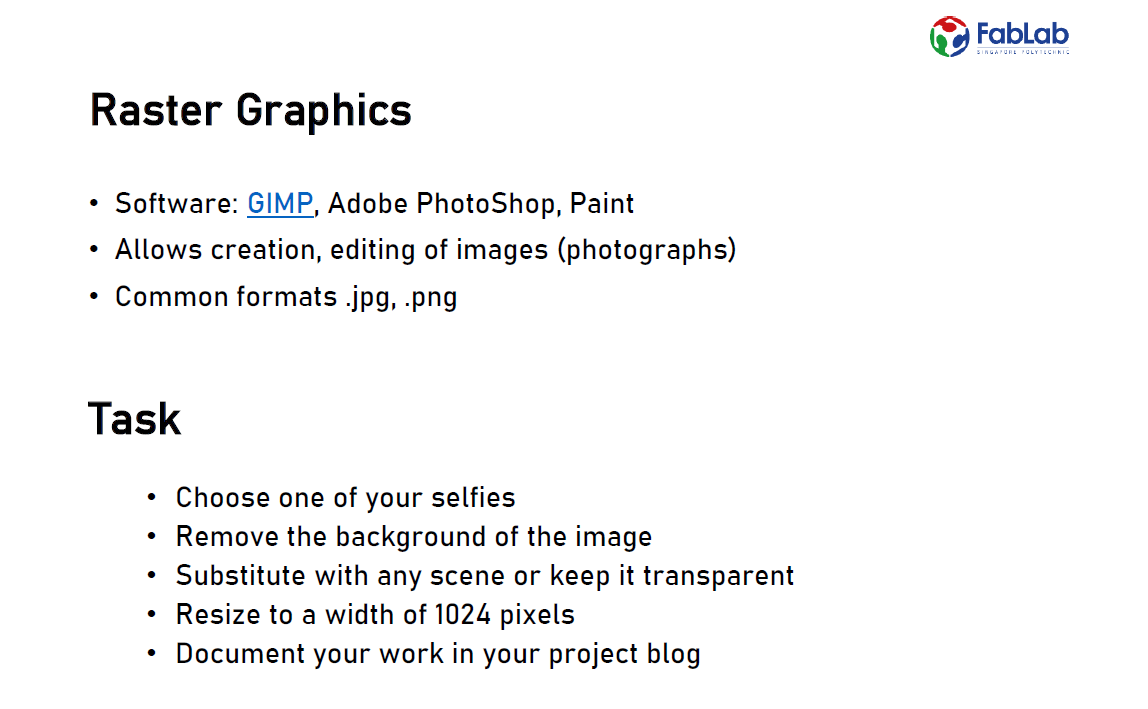 FabLab
SINGAPORE POLYTECHNIC
Raster Graphics
• Software: GIMP, Adobe PhotoShop, Paint
• Allows creation, editing of images (photographs)
• Common formats .jpg, .png
Task
• Choose one of your selfies
• Remove the background of the image
• Substitute with any scene or keep it transparent
• Resize to a width of 1024 pixels
• Document your work in your project blog